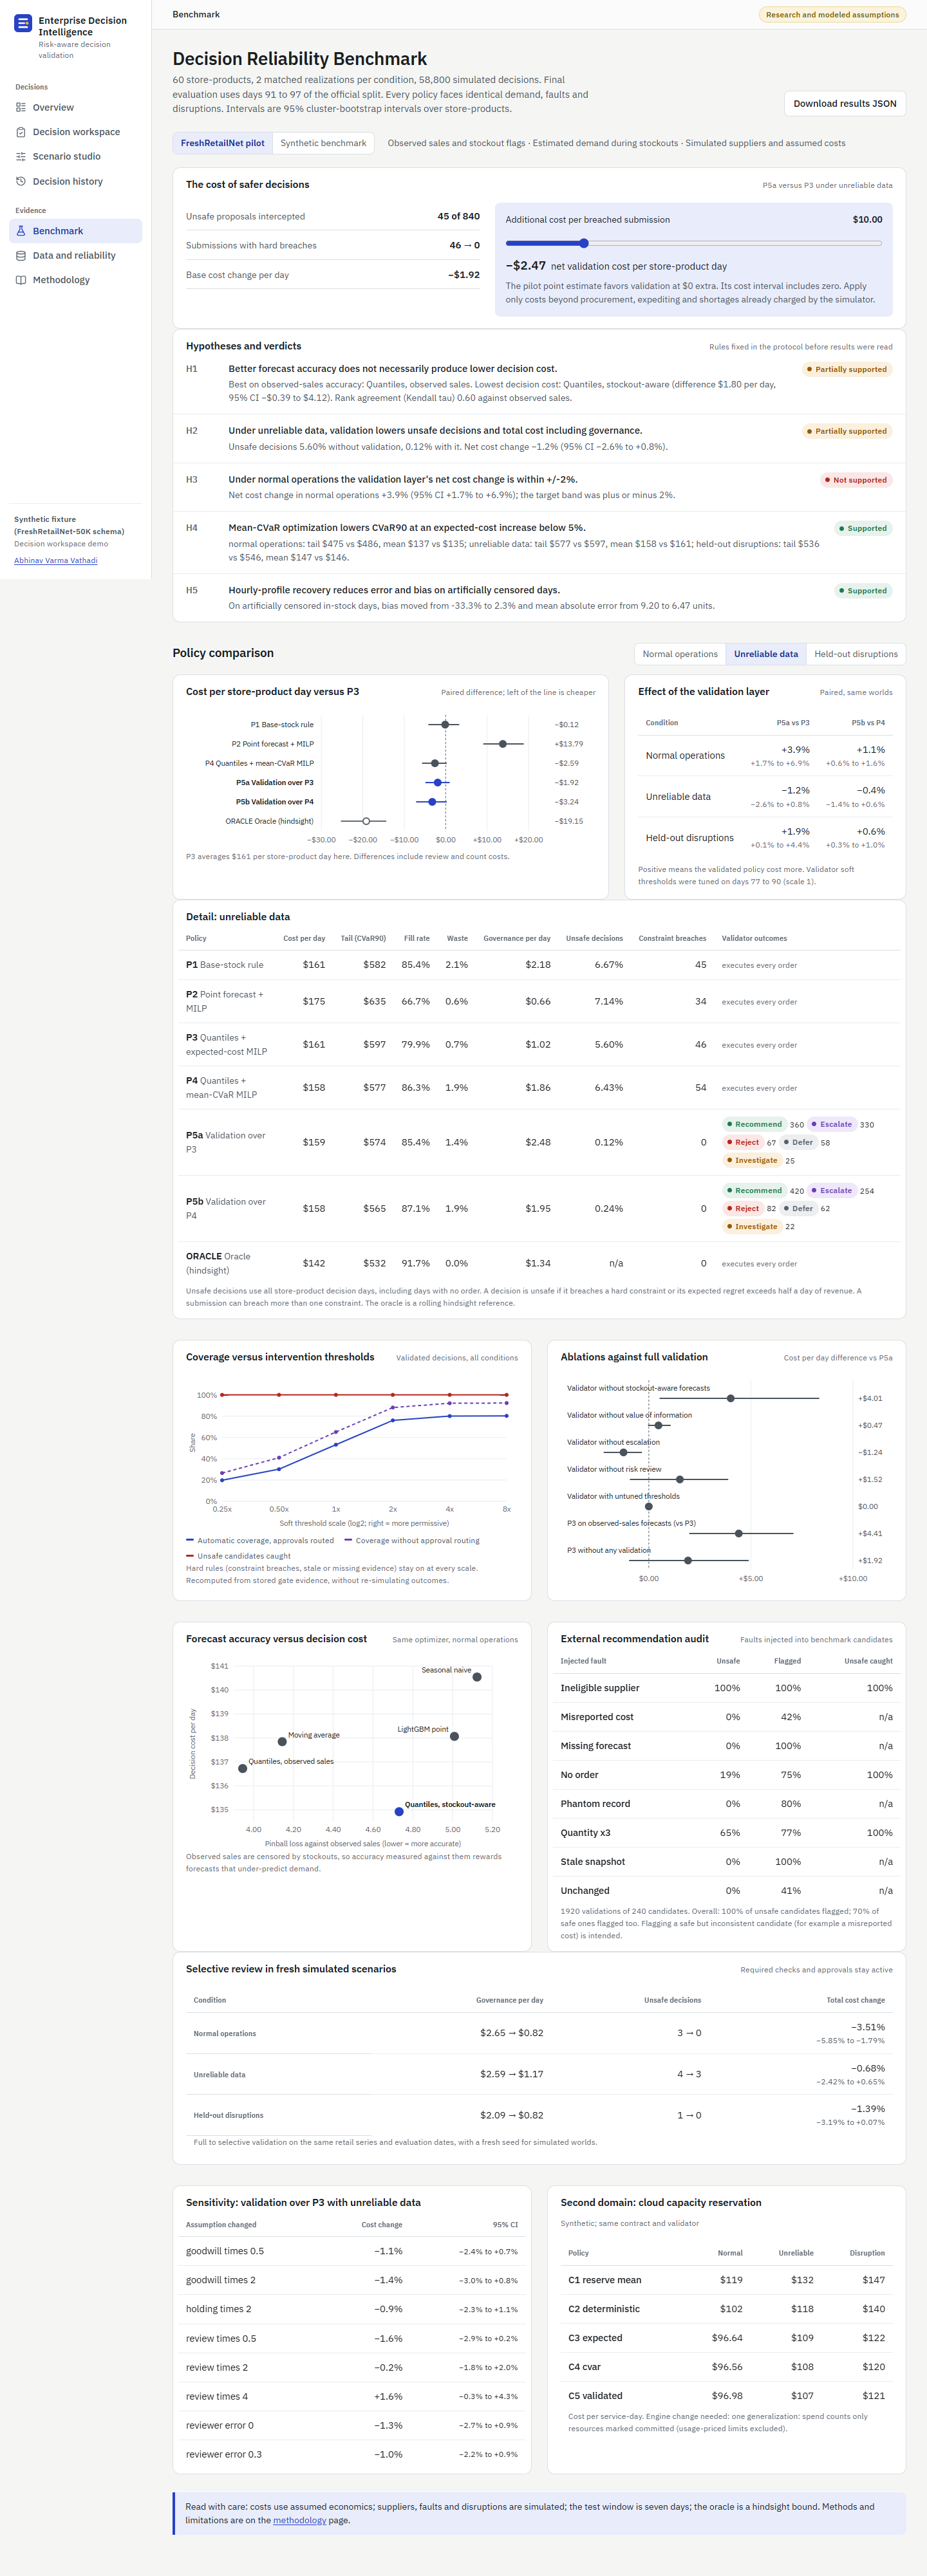 Enterprise Decision
Intelligence
Risk-aware decision
validation
Decisions
Overview
Decision workspace
Scenario studio
Decision history
Evidence
Benchmark
Data and reliability
Methodology
Synthetic fixture
(FreshRetailNet-50K schema)
Decision workspace demo
Abhinav Varma Vathadi
Benchmark
Research and modeled assumptions
Decision Reliability Benchmark
60 store-products, 2 matched realizations per condition, 58,800 simulated decisions. Final
evaluation uses days 91 to 97 of the official split. Every policy faces identical demand, faults and
disruptions. Intervals are 95% cluster-bootstrap intervals over store-products.
Download results JSON
FreshRetailNet pilot Synthetic benchmark Observed sales and stockout flags · Estimated demand during stockouts · Simulated suppliers and assumed costs
The cost of safer decisions P5a versus P3 under unreliable data
Unsafe proposals intercepted 45 of 840
Submissions with hard breaches 46 → 0
Base cost change per day −$1.92
Additional cost per breached submission $10.00
−$2.47 net validation cost per store-product day
The pilot point estimate favors validation at $0 extra. Its cost interval includes zero. Apply
only costs beyond procurement, expediting and shortages already charged by the simulator.
Hypotheses and verdicts Rules fixed in the protocol before results were read
H1 Better forecast accuracy does not necessarily produce lower decision cost. Partially supported
Best on observed-sales accuracy: Quantiles, observed sales. Lowest decision cost: Quantiles, stockout-aware (difference $1.80 per day,
95% CI −$0.39 to $4.12). Rank agreement (Kendall tau) 0.60 against observed sales.
H2 Under unreliable data, validation lowers unsafe decisions and total cost including governance. Partially supported
Unsafe decisions 5.60% without validation, 0.12% with it. Net cost change −1.2% (95% CI −2.6% to +0.8%).
H3 Under normal operations the validation layer's net cost change is within +/-2%. Not supported
Net cost change in normal operations +3.9% (95% CI +1.7% to +6.9%); the target band was plus or minus 2%.
H4 Mean-CVaR optimization lowers CVaR90 at an expected-cost increase below 5%. Supported
normal operations: tail $475 vs $486, mean $137 vs $135; unreliable data: tail $577 vs $597, mean $158 vs $161; held-out disruptions: tail $536
vs $546, mean $147 vs $146.
H5 Hourly-profile recovery reduces error and bias on artificially censored days. Supported
On artificially censored in-stock days, bias moved from -33.3% to 2.3% and mean absolute error from 9.20 to 6.47 units.
Policy comparison Normal operations Unreliable data Held-out disruptions
Cost per store-product day versus P3 Paired difference; left of the line is cheaper
P1 Base-stock rule −$0.12
P2 Point forecast + MILP +$13.79
P4 Quantiles + mean-CVaR MILP −$2.59
P5a Validation over P3 −$1.92
P5b Validation over P4 −$3.24
ORACLE Oracle (hindsight) −$19.15
−$30.00 −$20.00 −$10.00 $0.00 +$10.00 +$20.00
P3 averages $161 per store-product day here. Differences include review and count costs.
Effect of the validation layer Paired, same worlds
Condition P5a vs P3 P5b vs P4
Normal operations +3.9% +1.1%
+1.7% to +6.9% +0.6% to +1.6%
Unreliable data −1.2% −0.4%
−2.6% to +0.8% −1.4% to +0.6%
Held-out disruptions +1.9% +0.6%
+0.1% to +4.4% +0.3% to +1.0%
Positive means the validated policy cost more. Validator soft
thresholds were tuned on days 77 to 90 (scale 1).
Detail: unreliable data
Policy Cost per day Tail (CVaR90) Fill rate Waste Governance per day Unsafe decisions Constraint breaches Validator outcomes
P1 Base-stock rule $161 $582 85.4% 2.1% $2.18 6.67% 45 executes every order
P2 Point forecast +
MILP $175 $635 66.7% 0.6% $0.66 7.14% 34 executes every order
P3 Quantiles +
expected-cost MILP $161 $597 79.9% 0.7% $1.02 5.60% 46 executes every order
P4 Quantiles +
mean-CVaR MILP $158 $577 86.3% 1.9% $1.86 6.43% 54 executes every order
P5a Validation over
P3 $159 $574 85.4% 1.4% $2.48 0.12% 0
Recommend 360 Escalate 330
Reject 67 Defer 58
Investigate 25
P5b Validation over
P4 $158 $565 87.1% 1.9% $1.95 0.24% 0
Recommend 420 Escalate 254
Reject 82 Defer 62
Investigate 22
ORACLE Oracle
(hindsight) $142 $532 91.7% 0.0% $1.34 n/a 0 executes every order
Unsafe decisions use all store-product decision days, including days with no order. A decision is unsafe if it breaches a hard constraint or its expected regret exceeds half a day of revenue. A
submission can breach more than one constraint. The oracle is a rolling hindsight reference.
Coverage versus intervention thresholds Validated decisions, all conditions
100%
80%
60%
40%
20%
0%
Share
0.25x 0.50x 1x 2x 4x 8x
Soft threshold scale (log2; right = more permissive)
Automatic coverage, approvals routed Coverage without approval routing
Unsafe candidates caught
Hard rules (constraint breaches, stale or missing evidence) stay on at every scale.
Recomputed from stored gate evidence, without re-simulating outcomes.
Ablations against full validation Cost per day difference vs P5a
Validator without stockout-aware forecasts +$4.01
Validator without value of information +$0.47
Validator without escalation −$1.24
Validator without risk review +$1.52
Validator with untuned thresholds $0.00
P3 on observed-sales forecasts (vs P3) +$4.41
P3 without any validation +$1.92
$0.00 +$5.00 +$10.00
Forecast accuracy versus decision cost Same optimizer, normal operations
$141
$140
$139
$138
$137
$136
$135
Decision cost per day
Seasonal naive
LightGBM point
Moving average
Quantiles, observed sales
Quantiles, stockout-aware
4.00 4.20 4.40 4.60 4.80 5.00 5.20
Pinball loss against observed sales (lower = more accurate)
Observed sales are censored by stockouts, so accuracy measured against them rewards
forecasts that under-predict demand.
External recommendation audit Faults injected into benchmark candidates
Injected fault Unsafe Flagged Unsafe caught
Ineligible supplier 100% 100% 100%
Misreported cost 0% 42% n/a
Missing forecast 0% 100% n/a
No order 19% 75% 100%
Phantom record 0% 80% n/a
Quantity x3 65% 77% 100%
Stale snapshot 0% 100% n/a
Unchanged 0% 41% n/a
1920 validations of 240 candidates. Overall: 100% of unsafe candidates flagged; 70% of
safe ones flagged too. Flagging a safe but inconsistent candidate (for example a misreported
cost) is intended.
Selective review in fresh simulated scenarios Required checks and approvals stay active
Condition Governance per day Unsafe decisions Total cost change
Normal operations $2.65 → $0.82 3 → 0 −3.51%
−5.85% to −1.79%
Unreliable data $2.59 → $1.17 4 → 3 −0.68%
−2.42% to +0.65%
Held-out disruptions $2.09 → $0.82 1 → 0 −1.39%
−3.19% to +0.07%
Full to selective validation on the same retail series and evaluation dates, with a fresh seed for simulated worlds.
Sensitivity: validation over P3 with unreliable data
Assumption changed Cost change 95% CI
goodwill times 0.5 −1.1% −2.4% to +0.7%
goodwill times 2 −1.4% −3.0% to +0.8%
holding times 2 −0.9% −2.3% to +1.1%
review times 0.5 −1.6% −2.9% to +0.2%
review times 2 −0.2% −1.8% to +2.0%
review times 4 +1.6% −0.3% to +4.3%
reviewer error 0 −1.3% −2.7% to +0.9%
reviewer error 0.3 −1.0% −2.2% to +0.9%
Second domain: cloud capacity reservation
Synthetic; same contract and validator
Policy Normal Unreliable Disruption
C1 reserve mean $119 $132 $147
C2 deterministic $102 $118 $140
C3 expected $96.64 $109 $122
C4 cvar $96.56 $108 $120
C5 validated $96.98 $107 $121
Cost per service-day. Engine change needed: one generalization: spend counts only
resources marked committed (usage-priced limits excluded).
Read with care: costs use assumed economics; suppliers, faults and disruptions are simulated; the test window is seven days; the oracle is a hindsight bound. Methods and
limitations are on the methodology page.